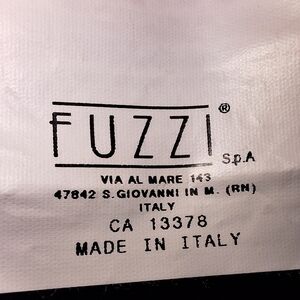 FUZZI® S.p.A
VIA AL MARE 143
47842 S.GIOVANNI IN M. (RN)
ITALY
CA 13378
MADE IN ITALY